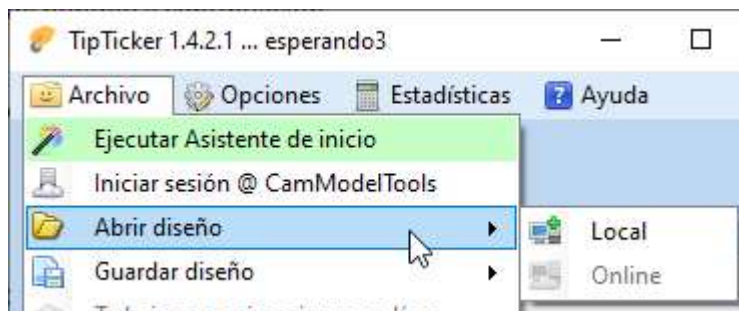 TipTicker 1.4.2.1 ... esperando3
Archivo Opciones Estadísticas Ayuda
Ejecutar Asistente de inicio
Iniciar sesión @ CamModelTools
Abrir diseño
Local
Guardar diseño
Online